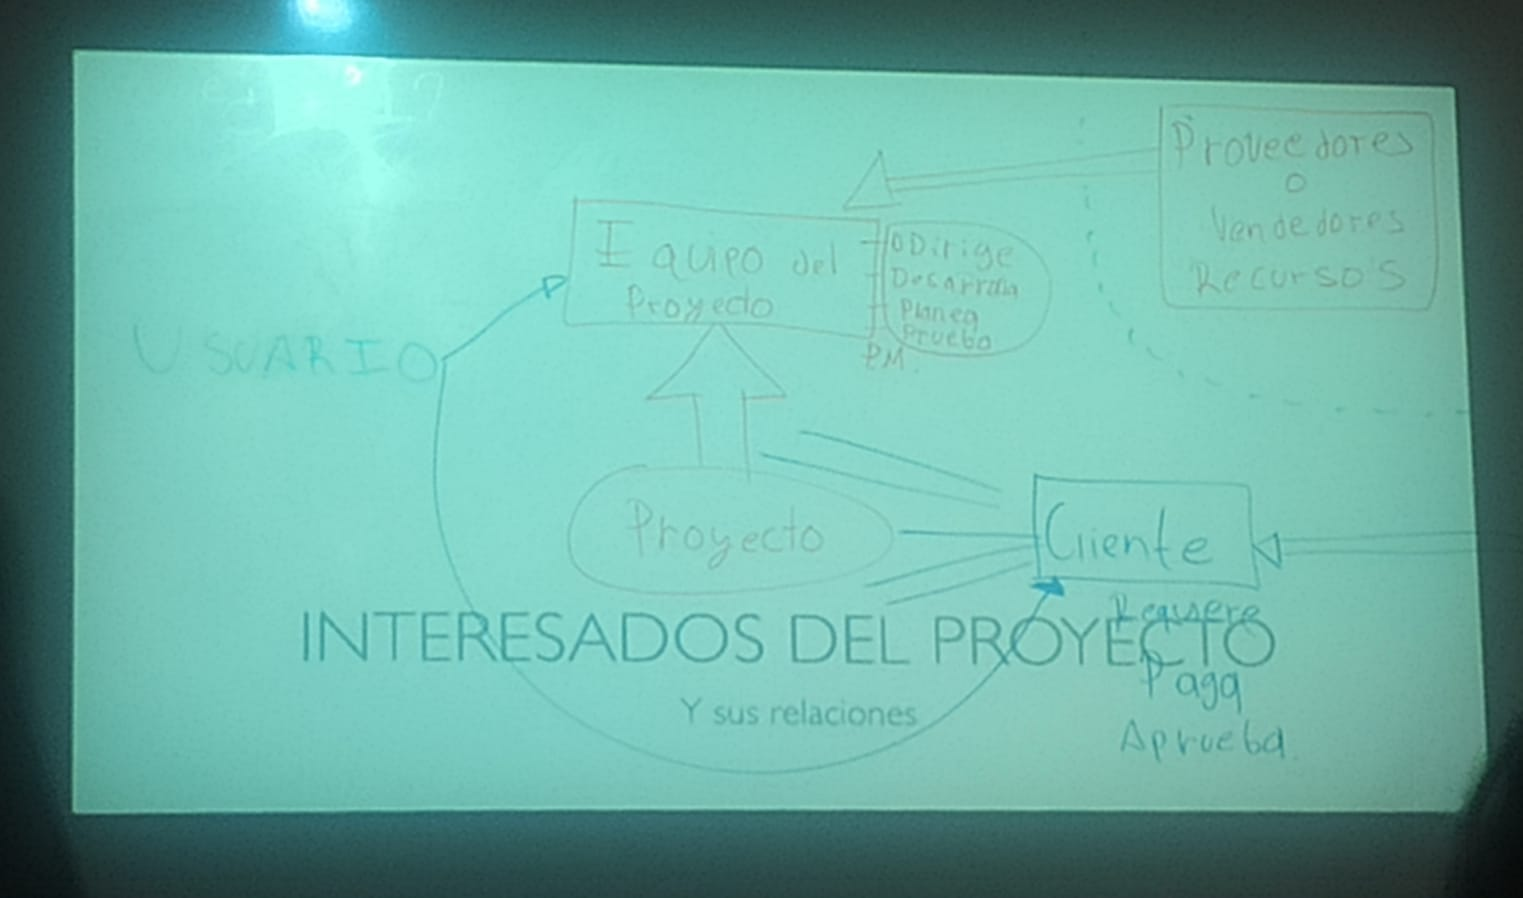 Proveedores
o
Vendedores
Recursos
Equipo del
Proyecto
Dirige
Desarrolla
Planea
Prueba
PM.
USUARIO
Proyecto
Cliente
Requiere
Paga
Aprueba
INTERESADOS DEL PROYECTO
Y sus relaciones